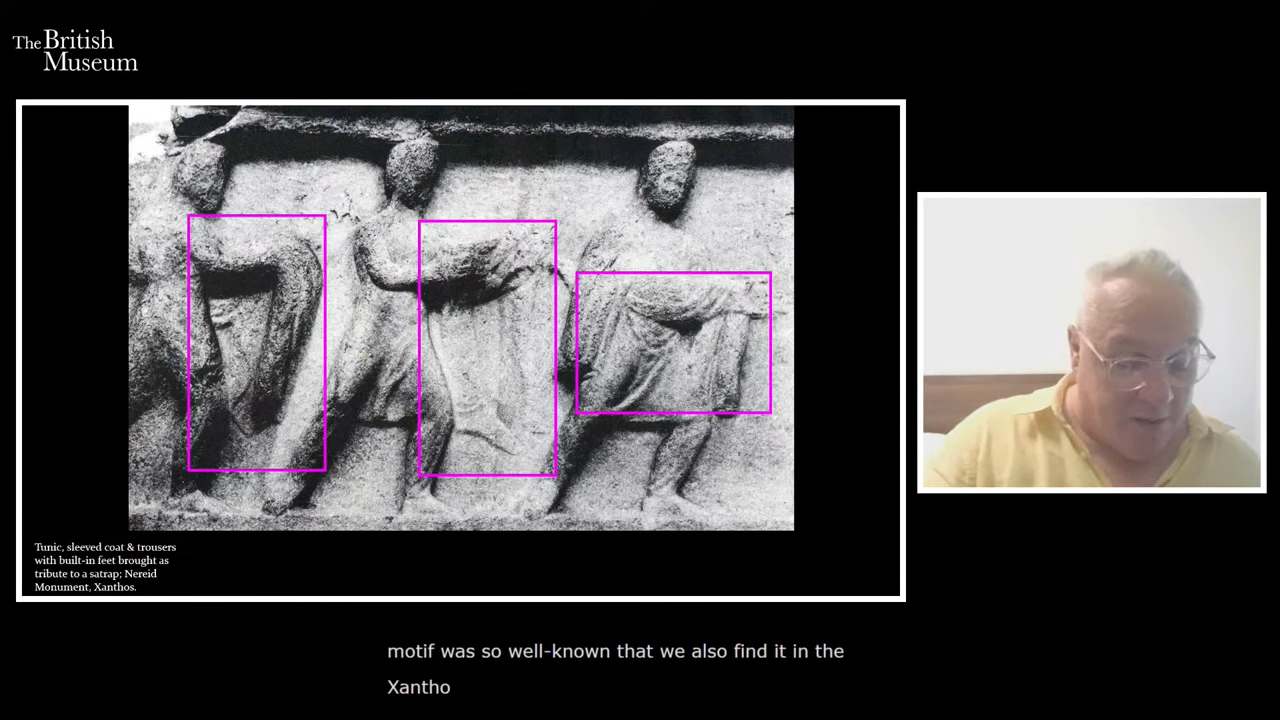 The British
Museum
Tunic, sleeved coat & trousers
with built-in feet brought as
tribute to a satrap; Nereid
Monument, Xanthos.
motif was so well-known that we also find it in the
Xantho